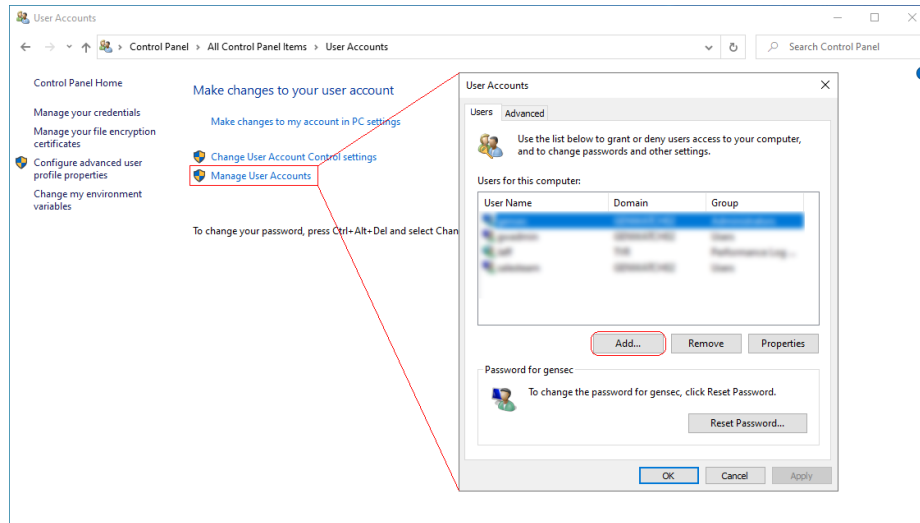 User Accounts
Control Panel > All Control Panel Items > User Accounts
Search Control Panel
Control Panel Home
Manage your credentials
Manage your file encryption
certificates
Configure advanced user
profile properties
Change my environment
variables
Make changes to your user account
Make changes to my account in PC settings
Change User Account Control settings
Manage User Accounts
To change your password, press Ctrl+Alt+Del and select Chan
User Accounts
Users Advanced
Use the list below to grant or deny users access to your computer,
and to change passwords and other settings.
Users for this computer:
User Name Domain Group
Add... Remove Properties
Password for gensec
To change the password for gensec, click Reset Password.
Reset Password...
OK Cancel Apply